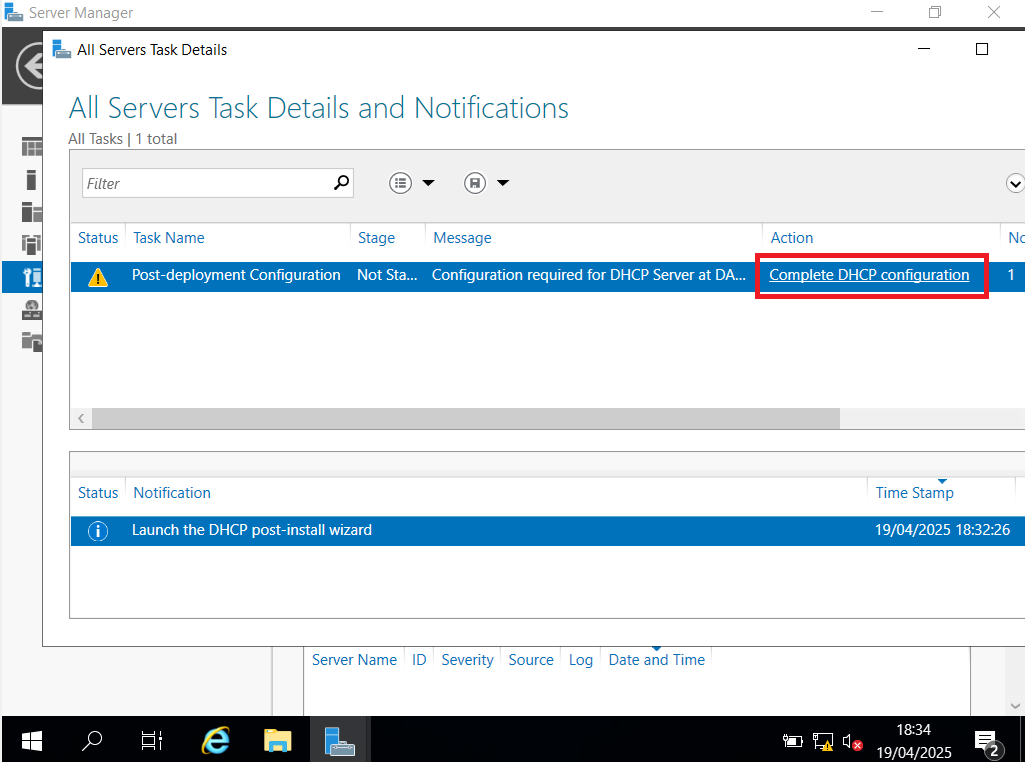 Server Manager
All Servers Task Details
All Servers Task Details and Notifications
All Tasks | 1 total
Filter
Status Task Name Stage Message Action No
Post-deployment Configuration Not Sta... Configuration required for DHCP Server at DA... Complete DHCP configuration 1
Status Notification Time Stamp
Launch the DHCP post-install wizard 19/04/2025 18:32:26
Server Name ID Severity Source Log Date and Time
18:34
19/04/2025
2